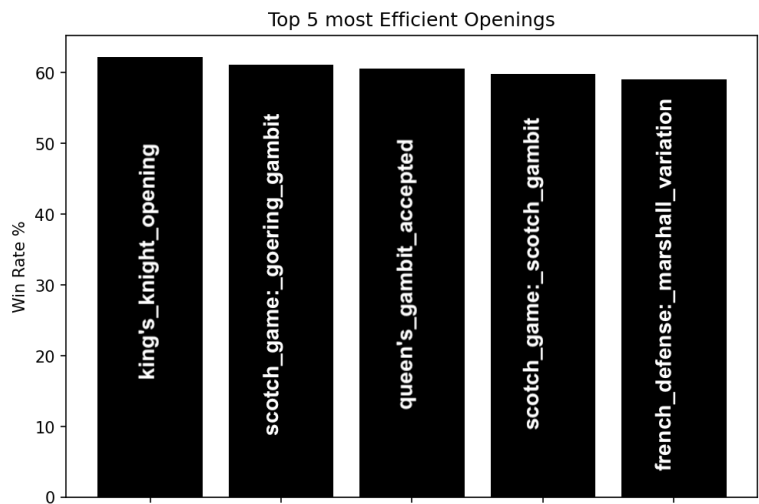 Top 5 most Efficient Openings
Win Rate %
60
50
40
30
20
10
0
king's_knight_opening
scotch_game:_goering_gambit
queen's_gambit_accepted
scotch_game:_scotch_gambit
french_defense:_marshall_variation